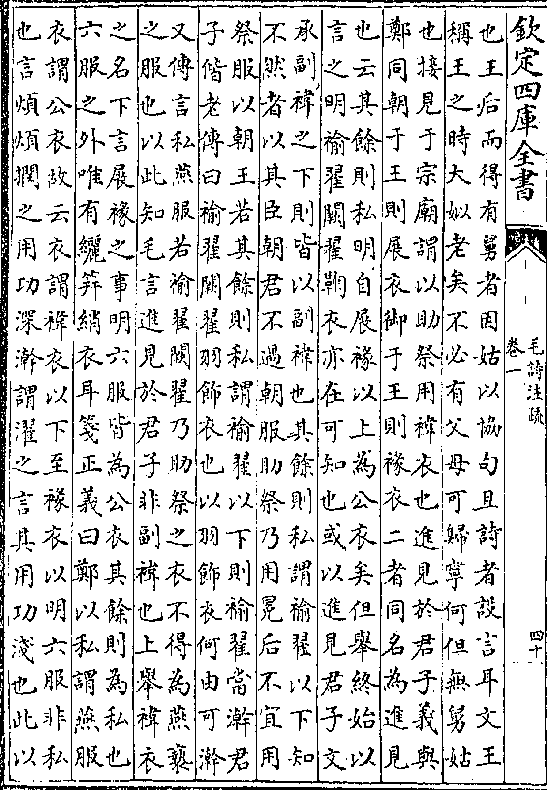 欽定四庫全書
毛詩注疏
卷一
四十
也王后而得有舅者因姑以協句且詩者設言耳文王
稱王之時大姒老矣不必有父母可歸寧何但無舅姑
也接見于宗廟謂以助祭用褘衣也進見於君子義與
鄭同朝于王則展衣御于王則褖衣二者同名為進見
也云其餘則私明自展褖以上為公衣矣但舉終始以
言之明褕翟闕翟鞠衣亦在可知也或以進見君子文
承副褘之下則皆以副褘也其餘則私謂褕翟以下知
不然者以其臣朝君不過朝服助祭乃用冕后不宜用
祭服以朝王若其餘則私謂褕翟以下則褕翟當澣君
子偕老傳曰褕翟闕翟羽飾衣也以羽飾衣何由可澣
又傳言私燕服若褕翟闕翟乃助祭之衣不得為燕褻
之服也以此知毛言進見於君子非副褘也上舉褘衣
之名下言展褖之事明六服皆為公衣其餘則為私也
六服之外唯有纚筓綃衣耳箋正義曰鄭以私謂燕服
衣謂公衣故云衣謂褘衣以下至褖衣以明六服非私
也言煩煩撋之用功深澣謂濯之言其用功淺也此以